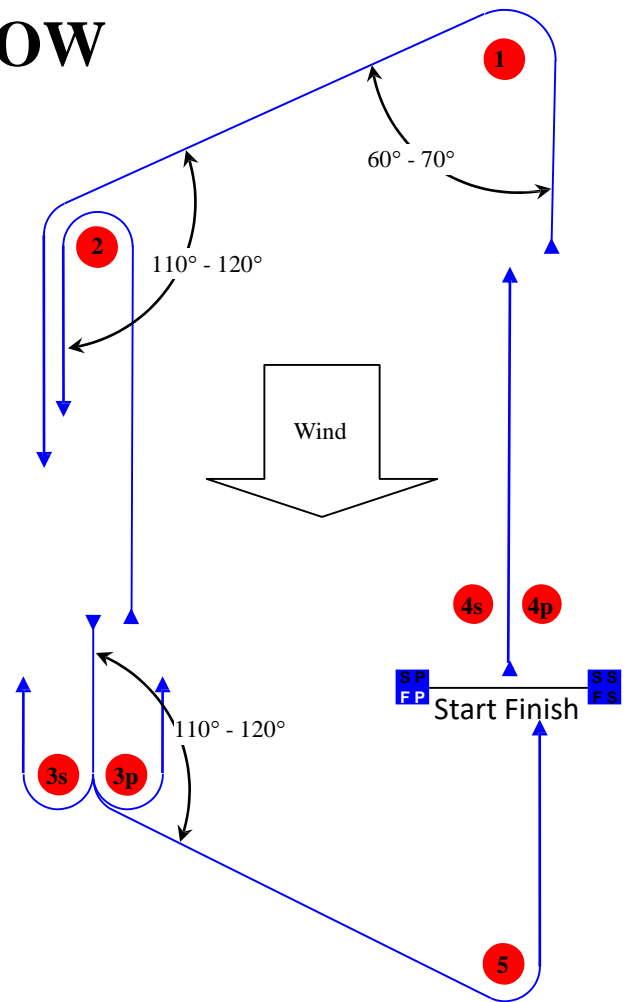 OW
1
60° - 70°
2
110° - 120°
Wind
4s 4p
S P S S
F P F S
Start Finish
110° - 120°
3s 3p
5